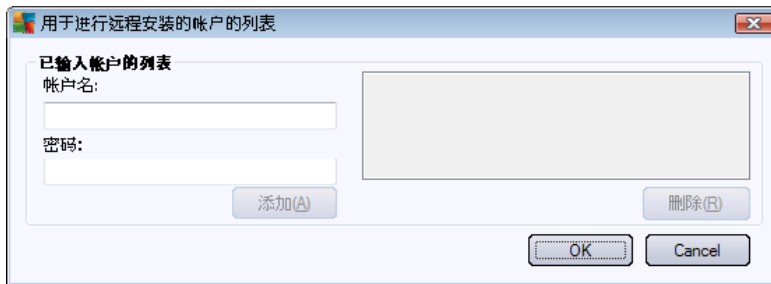 用于进行远程安装的帐户的列表
已输入帐户的列表
帐户名:
密码:
添加(A)
删除(R)
OK
Cancel